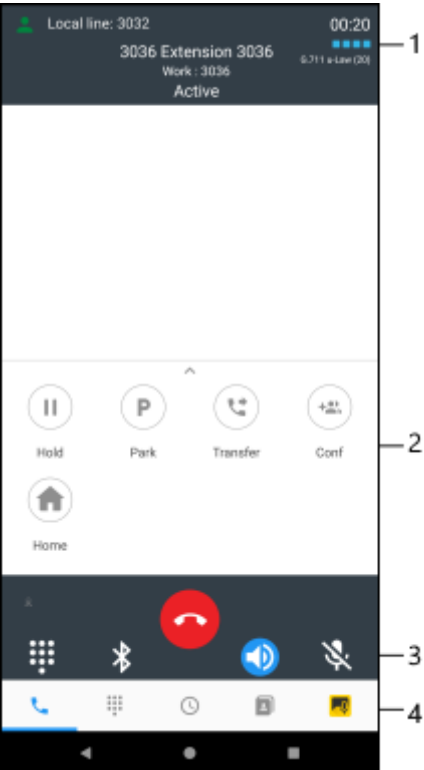 Local line: 3032
00:20
3036 Extension 3036
Work : 3036
G.711 u-Law (20)
Active
1
P
Hold
Park
Transfer
Conf
2
Home
3
4